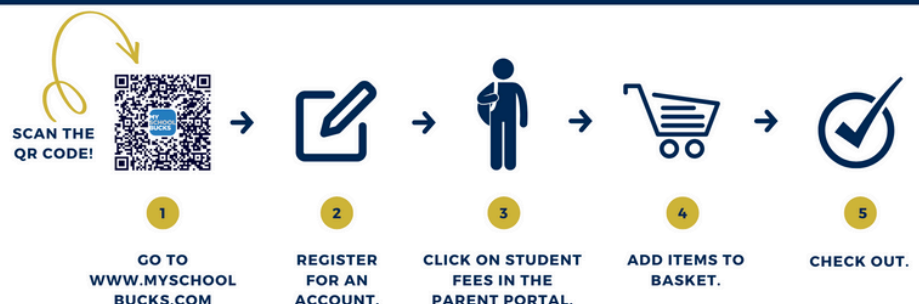 SCAN THE
QR CODE!
MY
SCHOOL
BUCKS
1
2
3
4
5
GO TO
WWW.MYSCHOOL
BUCKS.COM
REGISTER
FOR AN
ACCOUNT.
CLICK ON STUDENT
FEES IN THE
PARENT PORTAL.
ADD ITEMS TO
BASKET.
CHECK OUT.